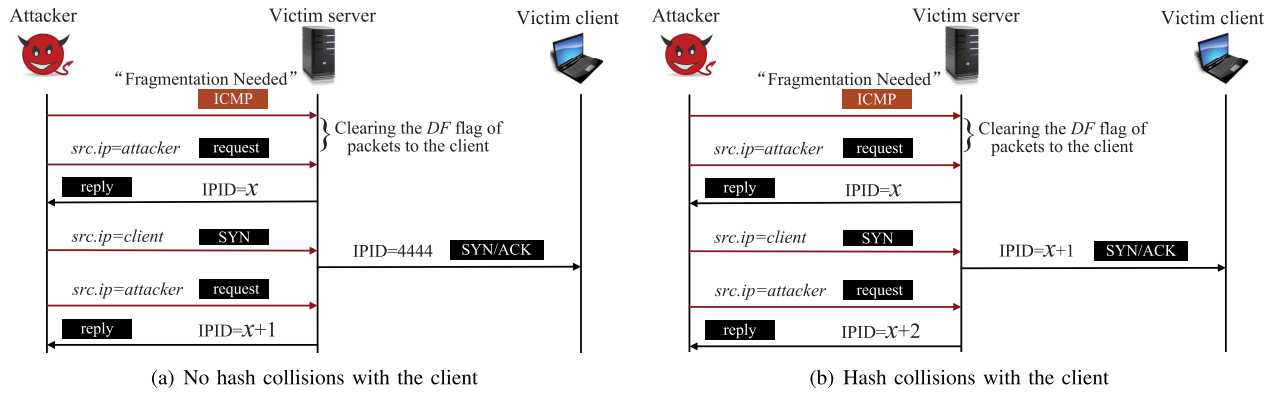 Attacker
Victim server
Victim client
“Fragmentation Needed”
ICMP
Clearing the DF flag of
packets to the client
src.ip=attacker
request
reply
IPID=x
src.ip=client
SYN
IPID=4444
SYN/ACK
src.ip=attacker
request
reply
IPID=x+1
(a) No hash collisions with the client
Attacker
Victim server
Victim client
“Fragmentation Needed”
ICMP
Clearing the DF flag of
packets to the client
src.ip=attacker
request
reply
IPID=x
src.ip=client
SYN
IPID=x+1
SYN/ACK
src.ip=attacker
request
reply
IPID=x+2
(b) Hash collisions with the client